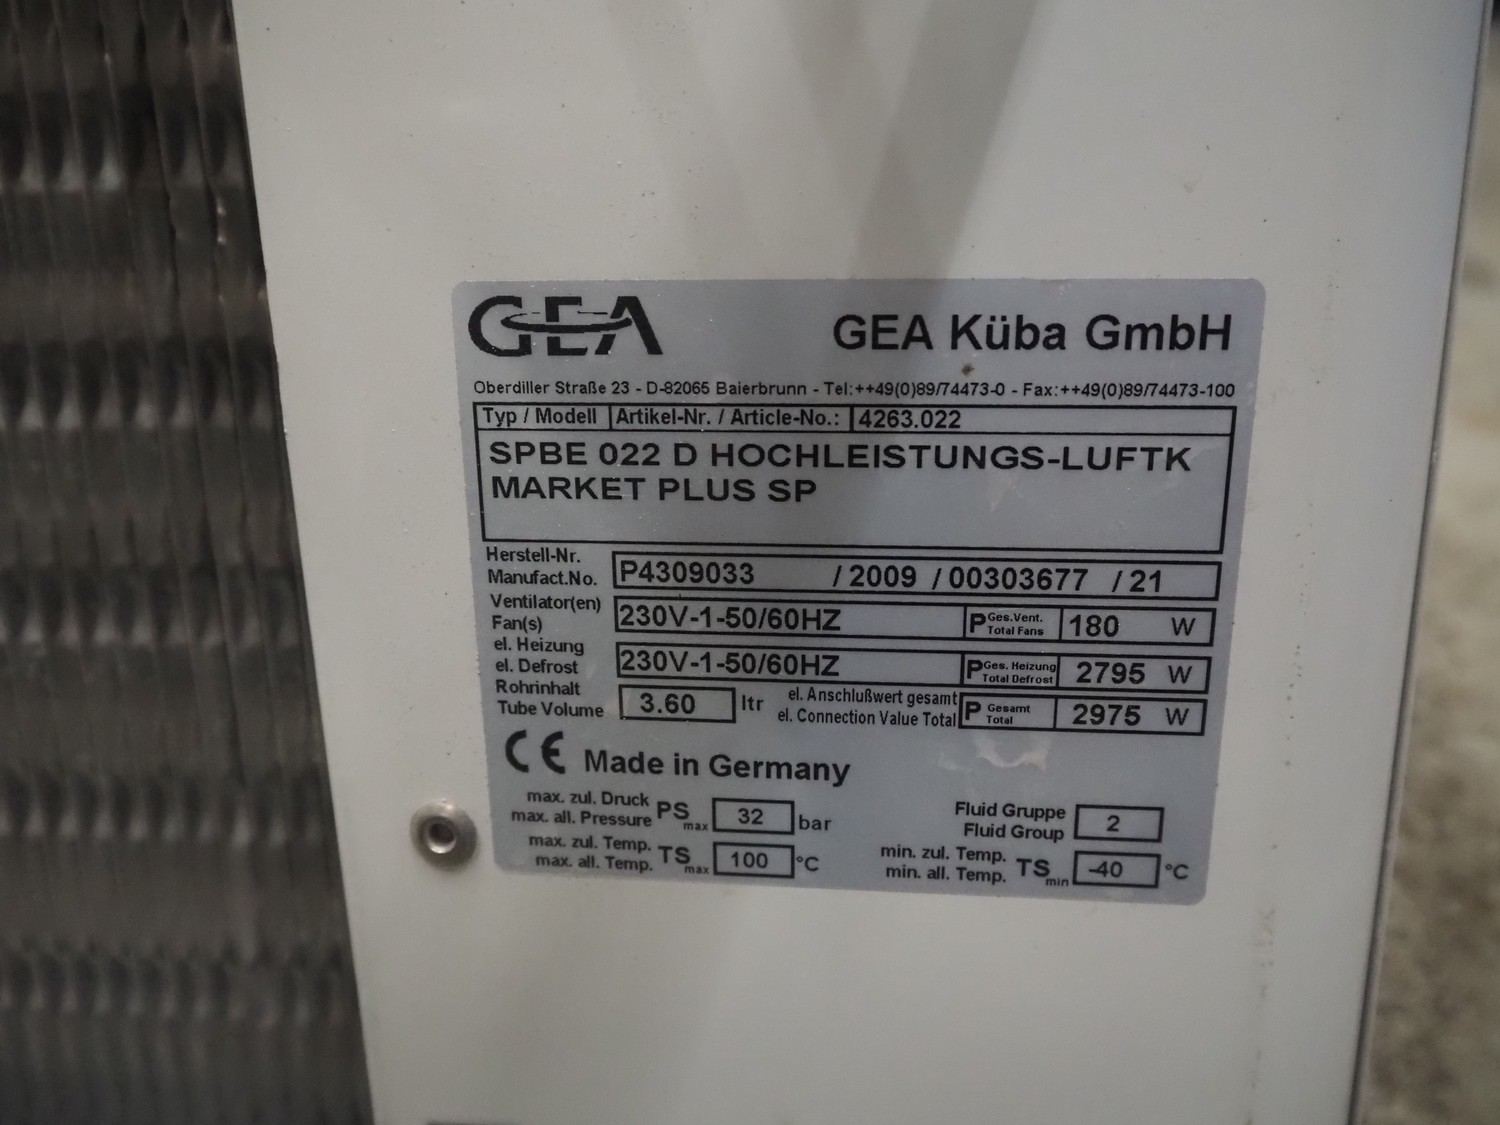 GEA GEA Küba GmbH
Oberdiller Straße 23 - D-82065 Baierbrunn - Tel:++49(0)89/74473-0 - Fax:++49(0)89/74473-100
Typ / Modell Artikel-Nr. / Article-No.: 4263.022
SPBE 022 D HOCHLEISTUNGS-LUFTK
MARKET PLUS SP
Herstell-Nr.
Manufact.No. P4309033 / 2009 / 00303677 / 21
Ventilator(en)
Fan(s) 230V-1-50/60HZ P Ges.Vent. Total Fans 180 W
el. Heizung
el. Defrost 230V-1-50/60HZ P Ges. Heizung Total Defrost 2795 W
Rohrinhalt el. Anschlußwert gesamt
Tube Volume 3.60 ltr el. Connection Value Total P Gesamt Total 2975 W
CE Made in Germany
max. zul. Druck Fluid Gruppe
max. all. Pressure PS max 32 bar Fluid Group 2
max. zul. Temp. min. zul. Temp.
max. all. Temp. TS max 100 °C min. all. Temp. TS min -40 °C